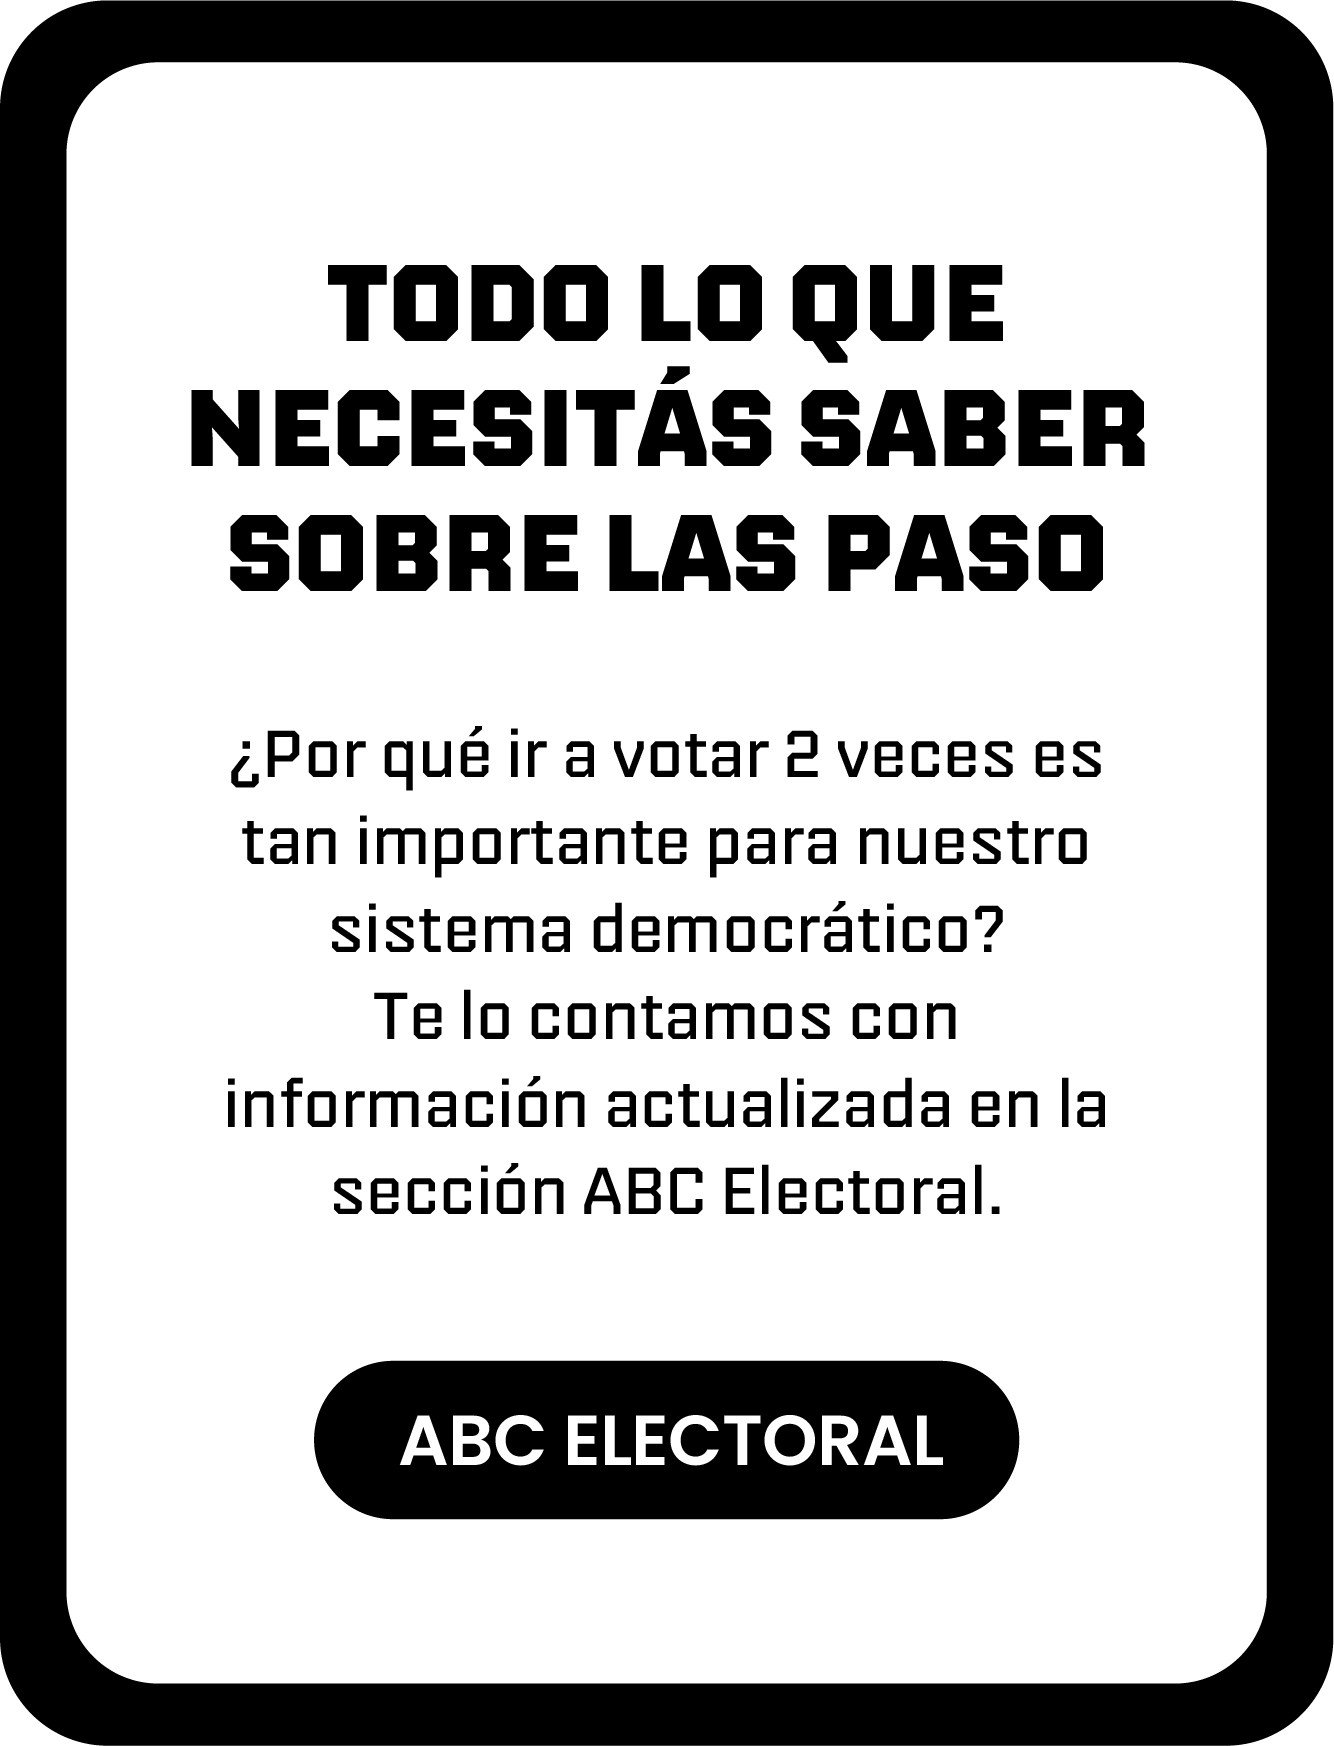 TODO LO QUE
NECESITÁS SABER
SOBRE LAS PASO
¿Por qué ir a votar 2 veces es
tan importante para nuestro
sistema democrático?
Te lo contamos con
información actualizada en la
sección ABC Electoral.
ABC ELECTORAL